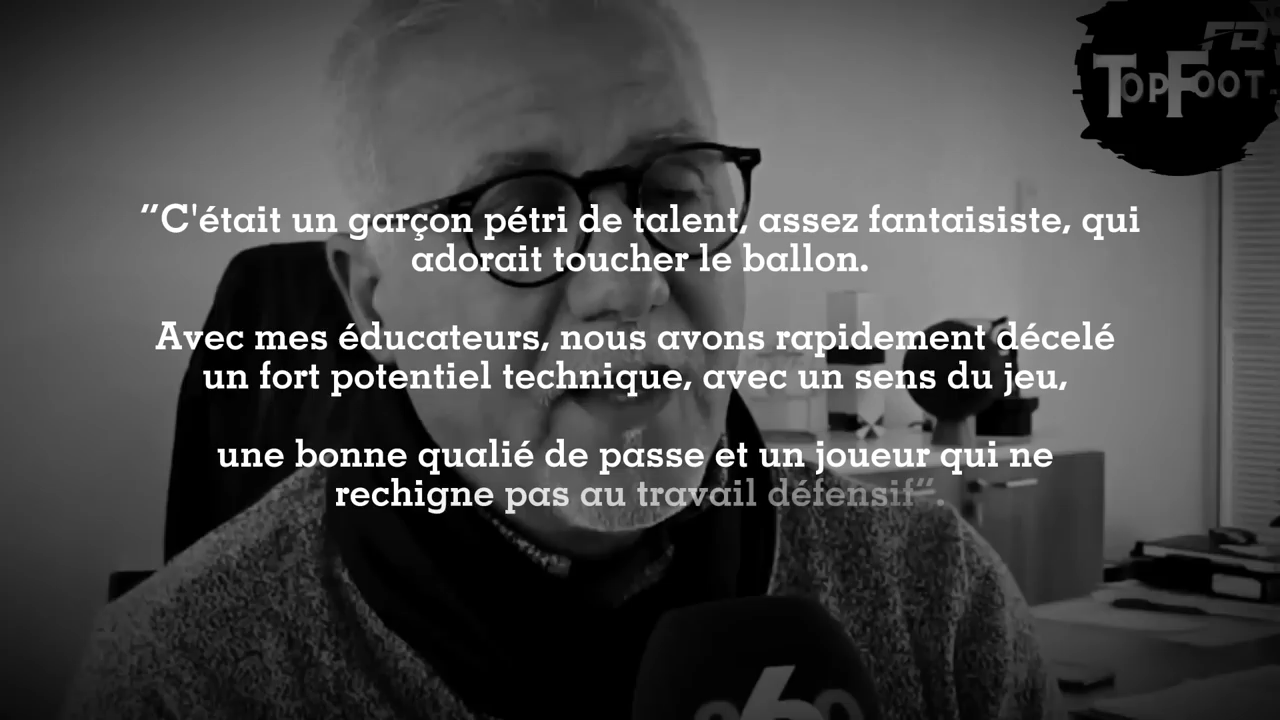 FR
TOPFOOT
“C'était un garçon pétri de talent, assez fantaisiste, qui
adorait toucher le ballon.
Avec mes éducateurs, nous avons rapidement décelé
un fort potentiel technique, avec un sens du jeu,
une bonne qualié de passe et un joueur qui ne
rechigne pas au travail défensif“.